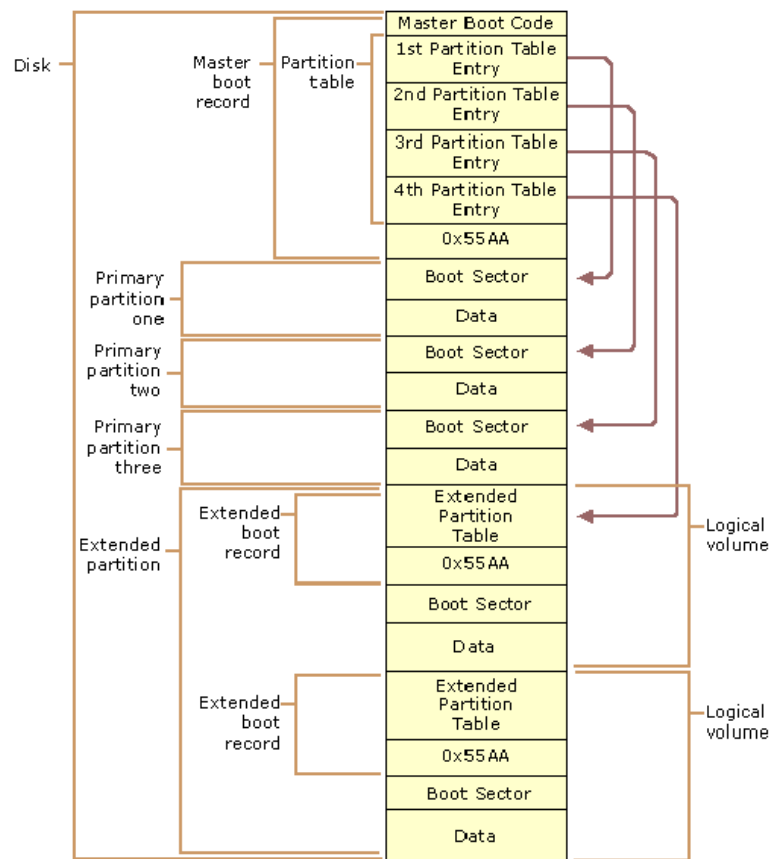 Master Boot Code
Disk
Master
boot
record
Partition
table
1st Partition Table
Entry
2nd Partition Table
Entry
3rd Partition Table
Entry
4th Partition Table
Entry
0x55AA
Primary
partition
one
Boot Sector
Data
Primary
partition
two
Boot Sector
Data
Primary
partition
three
Boot Sector
Data
Extended
partition
Extended
boot
record
Extended
Partition
Table
0x55AA
Boot Sector
Data
Logical
volume
Extended
boot
record
Extended
Partition
Table
0x55AA
Boot Sector
Data
Logical
volume